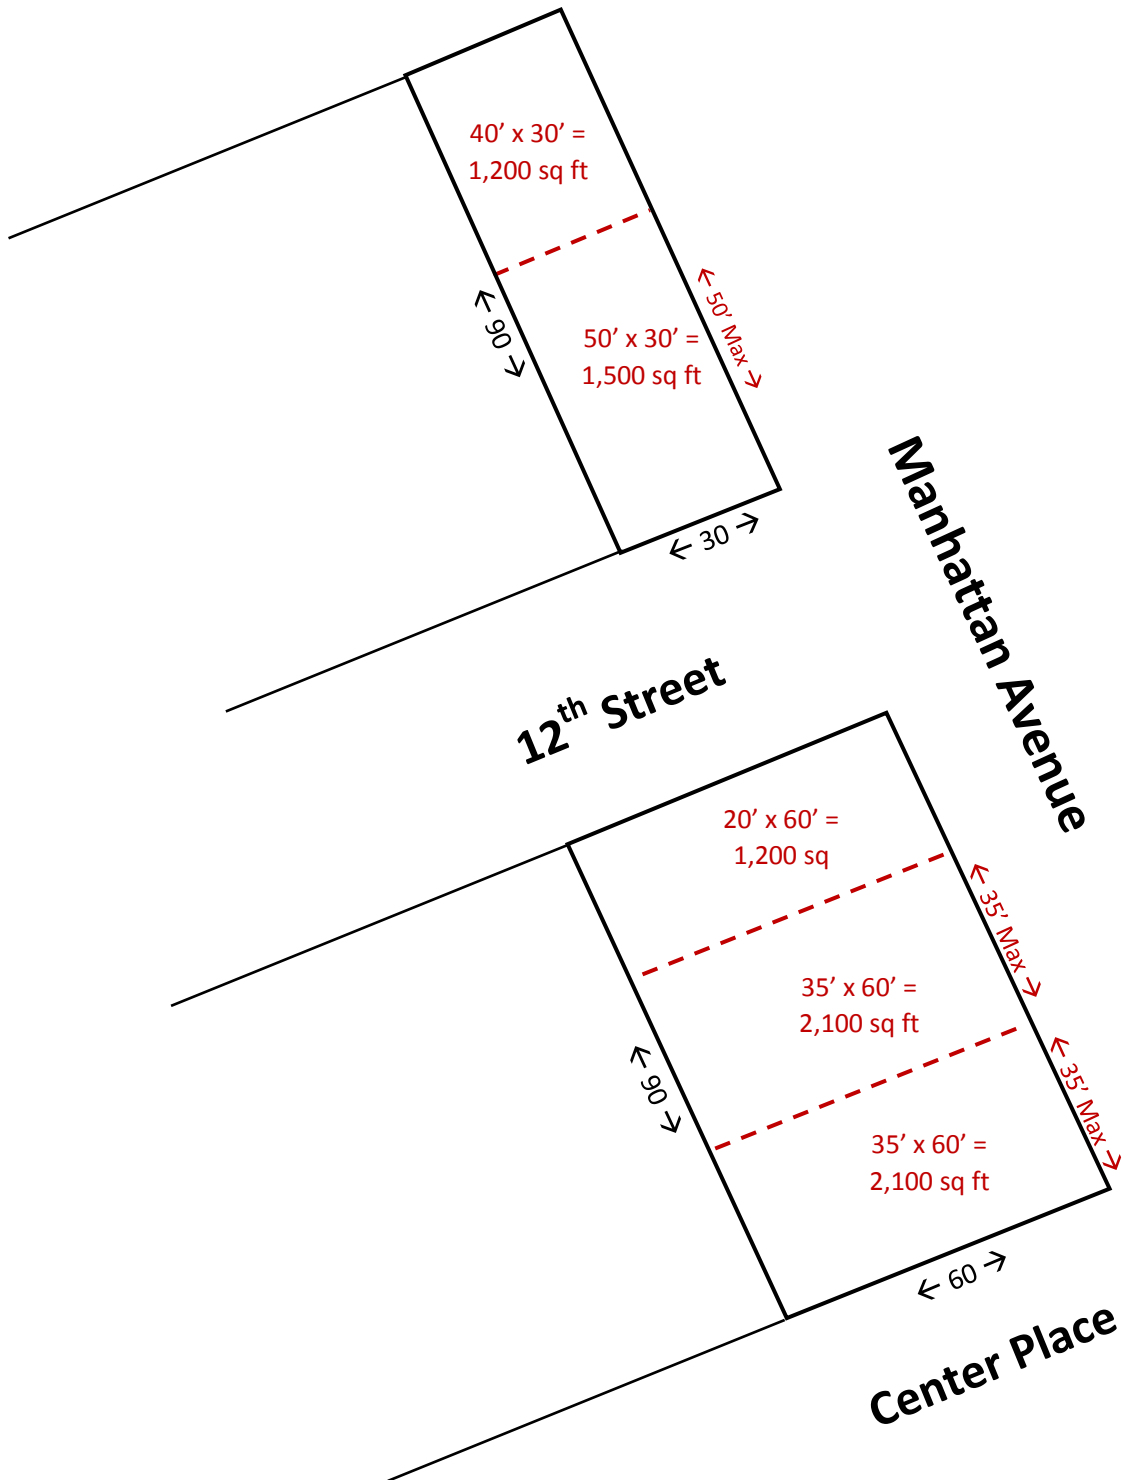 40’ x 30’ =
1,200 sq ft
← 90 →
50’ x 30’ =
1,500 sq ft
← 50’ Max →
← 30 →
Manhattan Avenue
12th Street
20’ x 60’ =
1,200 sq
← 35’ Max →
35’ x 60’ =
2,100 sq ft
← 90 →
← 35’ Max →
35’ x 60’ =
2,100 sq ft
← 60 →
Center Place